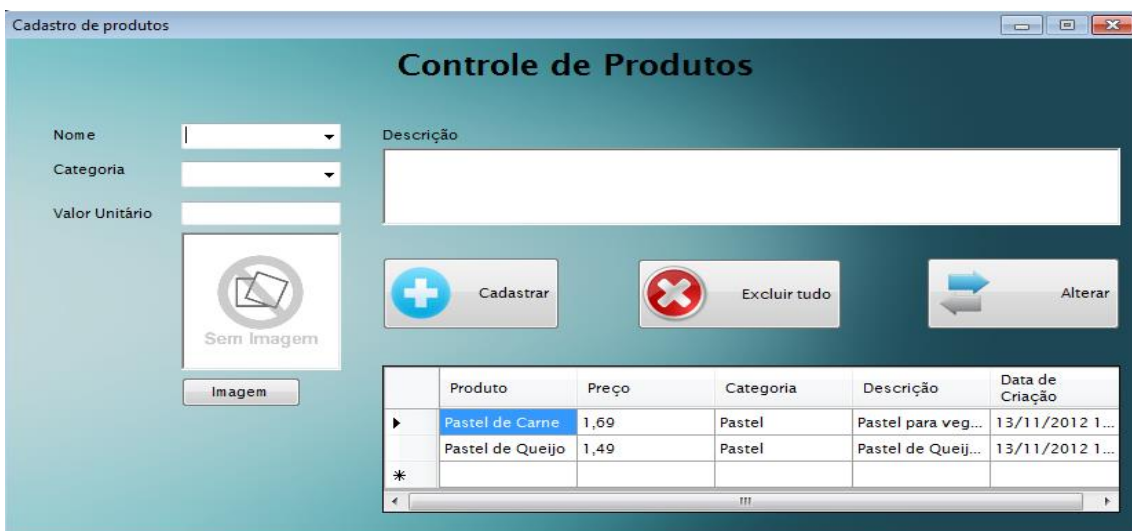 Cadastro de produtos
Controle de Produtos
Nome
Categoria
Valor Unitário
Sem Imagem
Imagem
Descrição
Cadastrar
Excluir tudo
Alterar
Produto Preço Categoria Descrição Data de Criação
Pastel de Carne 1,69 Pastel Pastel para veg... 13/11/2012 1...
Pastel de Queijo 1,49 Pastel Pastel de Queij... 13/11/2012 1...